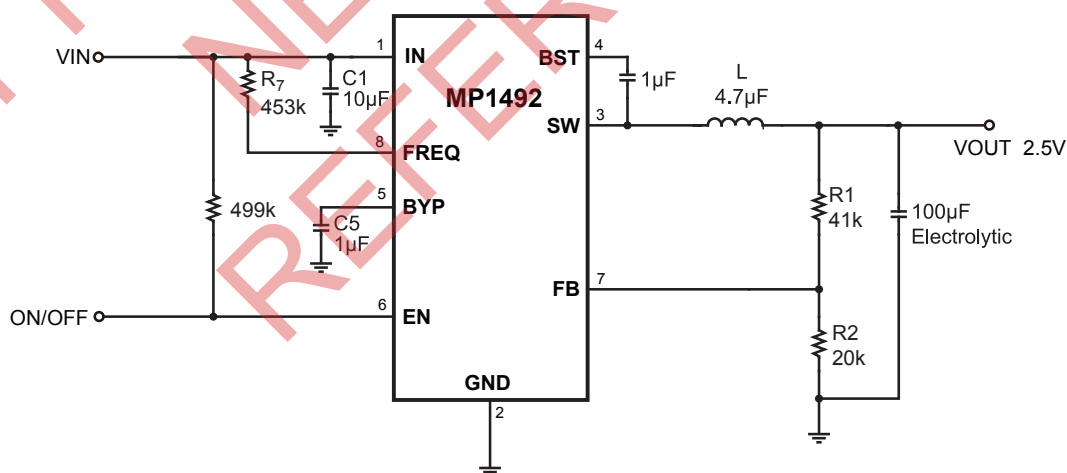 VIN
1
IN
R7
453k
C1
10µF
8
FREQ
499k
5
BYP
C5
1µF
ON/OFF
6
EN
MP1492
GND
2
BST
4
1µF
SW
3
L
4.7µF
VOUT 2.5V
R1
41k
100µF
Electrolytic
FB
7
R2
20k
REFER